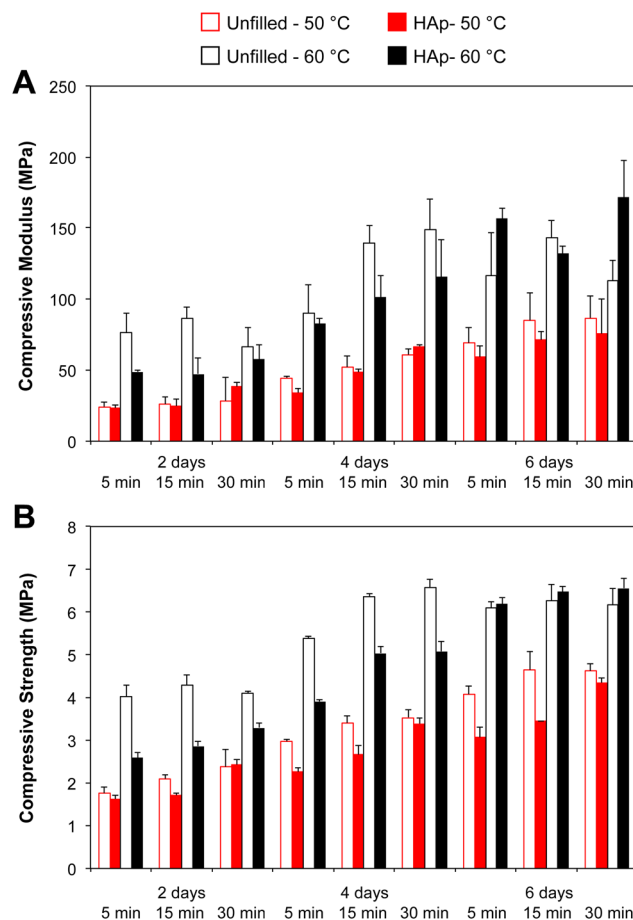 Unfilled - 50 °C HAp- 50 °C
Unfilled - 60 °C HAp- 60 °C
A
Compressive Modulus (MPa)
250
200
150
100
50
0
2 days 4 days 6 days
5 min 15 min 30 min 5 min 15 min 30 min 5 min 15 min 30 min
B
Compressive Strength (MPa)
8
7
6
5
4
3
2
1
0
2 days 4 days 6 days
5 min 15 min 30 min 5 min 15 min 30 min 5 min 15 min 30 min